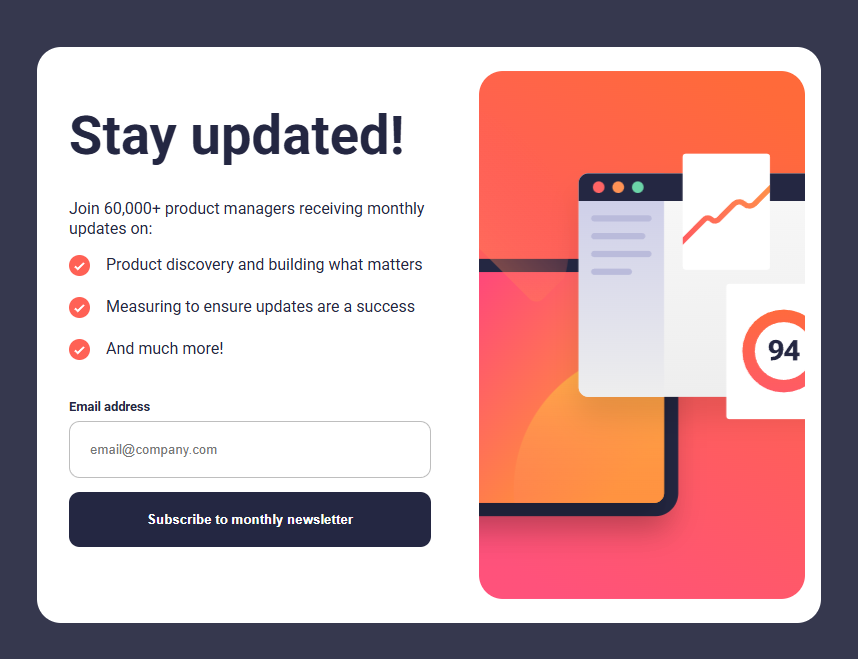 Stay updated!
Join 60,000+ product managers receiving monthly
updates on:
Product discovery and building what matters
Measuring to ensure updates are a success
And much more!
Email address
email@company.com
Subscribe to monthly newsletter
94